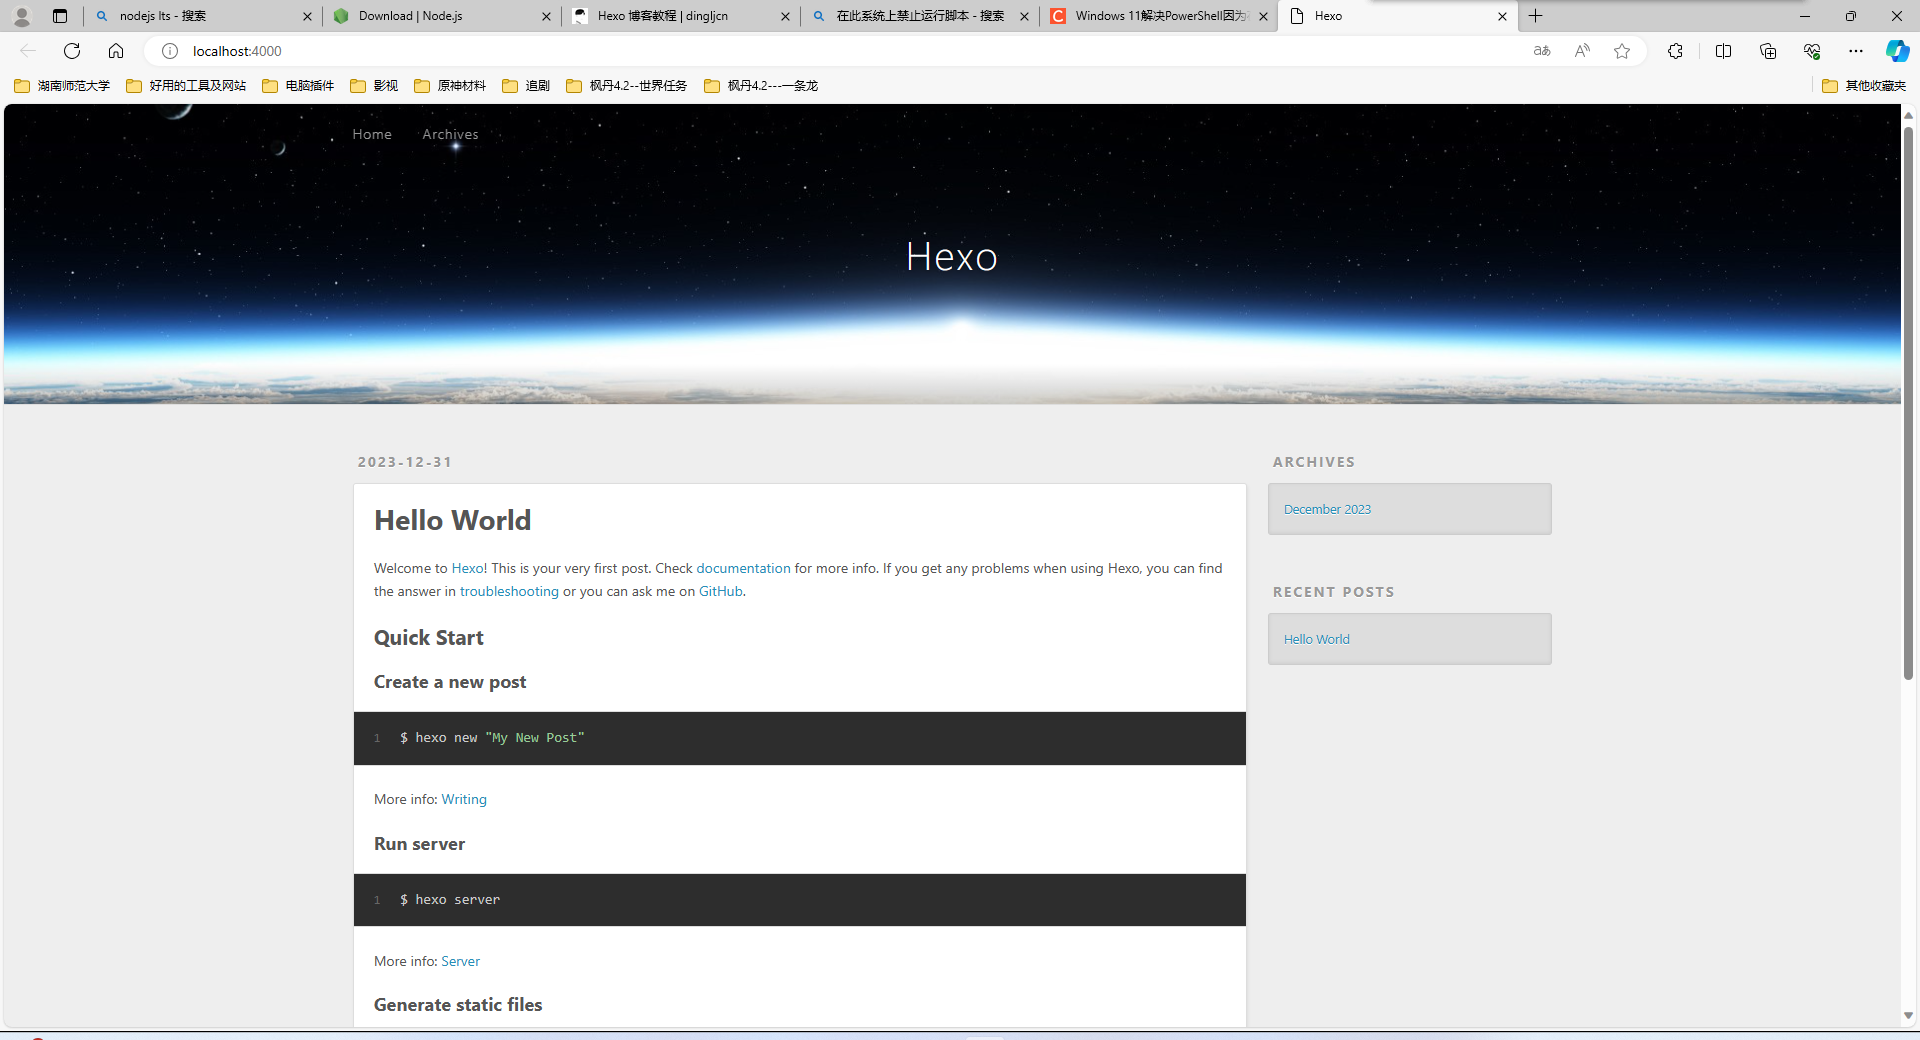 nodejs lts - 搜索
Download | Node.js
Hexo 博客教程 | dingljcn
在此系统上禁止运行脚本 - 搜索
Windows 11解决PowerShell因为
Hexo
localhost:4000
湖南师范大学
好用的工具及网站
电脑插件
影视
原神材料
追剧
枫丹4.2--世界任务
枫丹4.2---一条龙
其他收藏夹
Home
Archives
Hexo
2023-12-31
Hello World
Welcome to Hexo! This is your very first post. Check documentation for more info. If you get any problems when using Hexo, you can find
the answer in troubleshooting or you can ask me on GitHub.
Quick Start
Create a new post
1 $ hexo new "My New Post"
More info: Writing
Run server
1 $ hexo server
More info: Server
Generate static files
ARCHIVES
December 2023
RECENT POSTS
Hello World